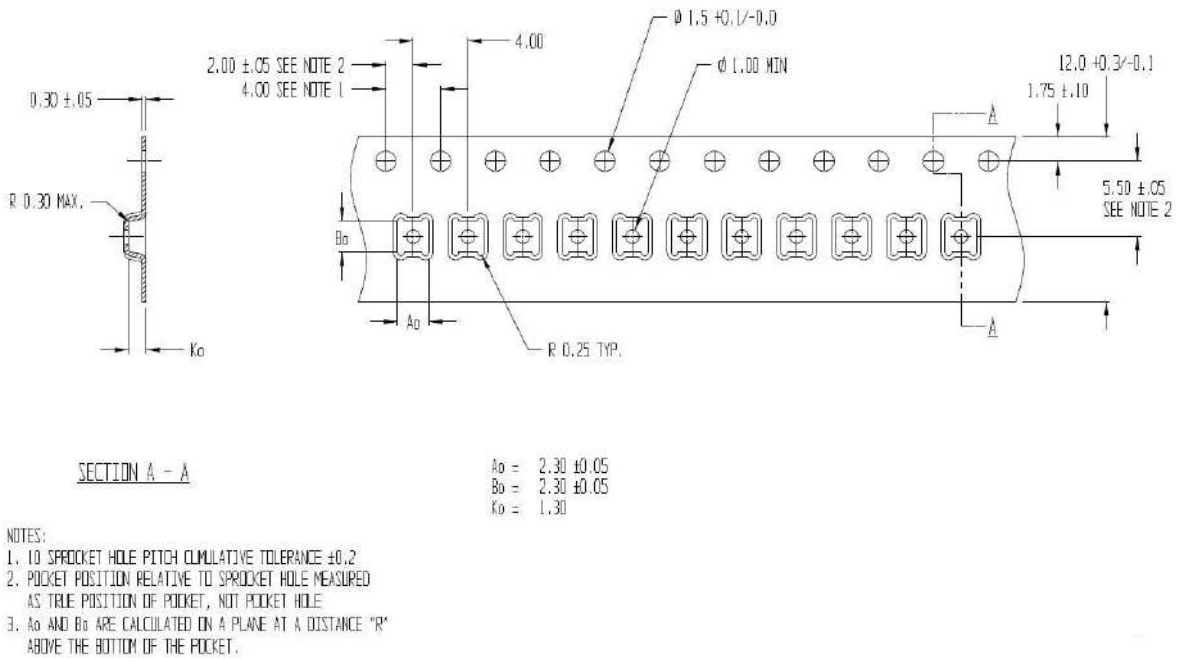 Ø 1.5 +0.1/-0.0
4.00
2.00 ±.05 SEE NOTE 2
4.00 SEE NOTE 1
Ø 1.00 MIN
12.0 +0.3/-0.1
1.75 ±.10
0.30 ±.05
A
R 0.30 MAX.
5.50 ±.05
SEE NOTE 2
Bo
Ao
A
Ko
R 0.25 TYP.
SECTION A - A
Ao = 2.30 ±0.05
Bo = 2.30 ±0.05
Ko = 1.30
NOTES:
1. 10 SPROCKET HOLE PITCH CUMULATIVE TOLERANCE ±0.2
2. POCKET POSITION RELATIVE TO SPROCKET HOLE MEASURED
AS TRUE POSITION OF POCKET, NOT POCKET HOLE
3. Ao AND Bo ARE CALCULATED ON A PLANE AT A DISTANCE "R"
ABOVE THE BOTTOM OF THE POCKET.